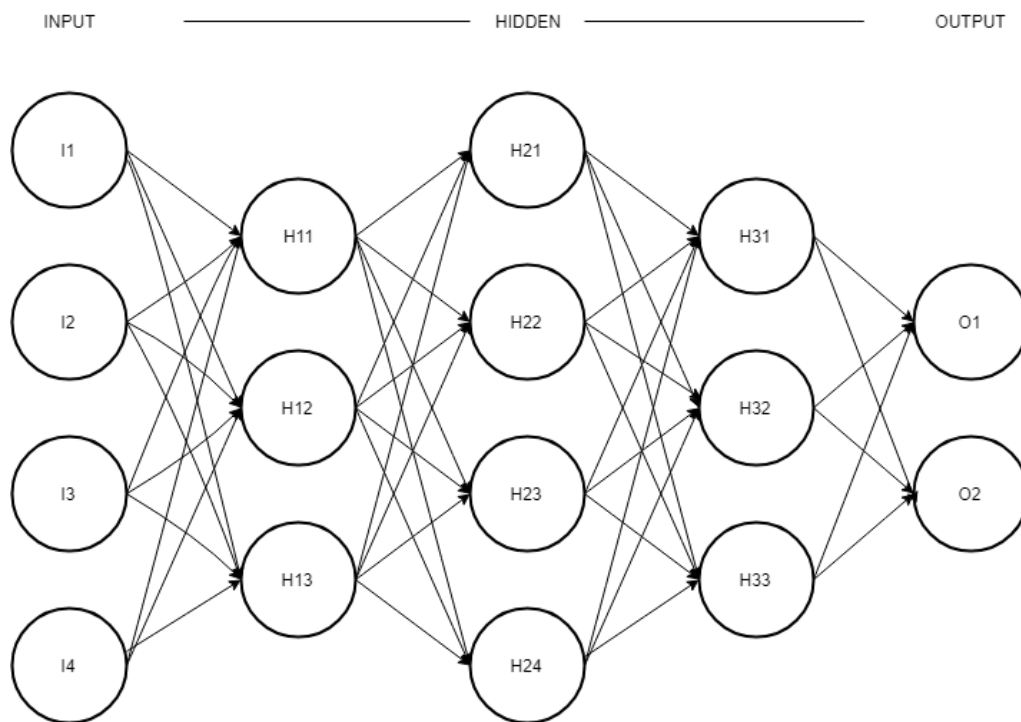 INPUT
HIDDEN
OUTPUT
I1
H21
H11
H31
I2
H22
O1
H12
H32
I3
H23
O2
H13
H33
I4
H24